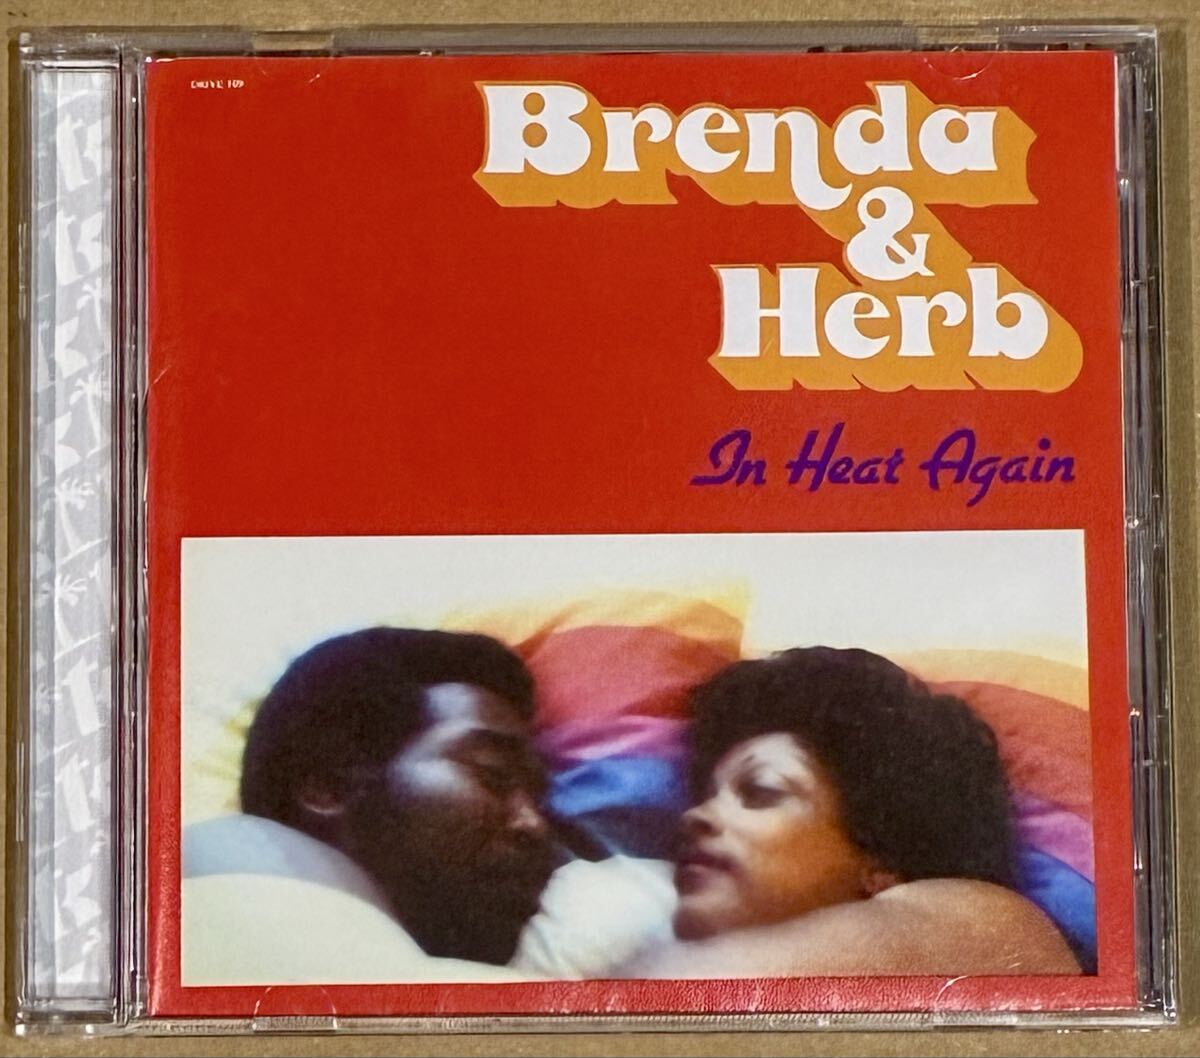 Brenda
&
Herb
In Heat Again